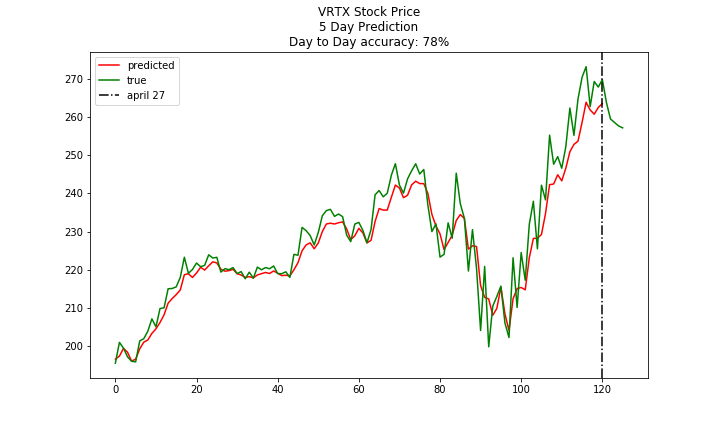 VRTX Stock Price
5 Day Prediction
Day to Day accuracy: 78%
predicted
true
april 27
270
260
250
240
230
220
210
200
0
20
40
60
80
100
120